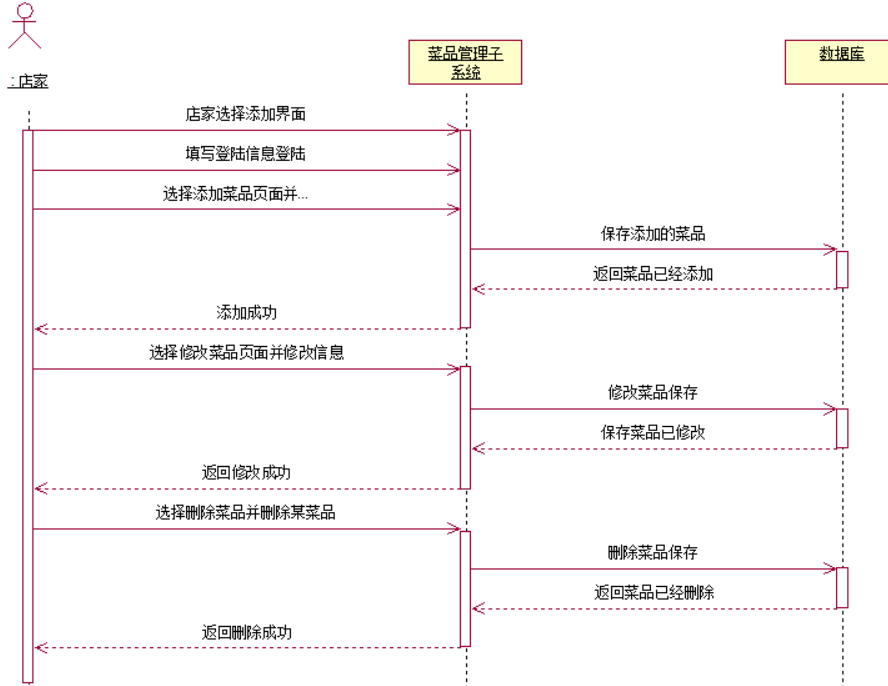 菜品管理子
系统
数据库
: 店家
店家选择添加界面
填写登陆信息登陆
选择添加菜品页面并...
保存添加的菜品
返回菜品已经添加
添加成功
选择修改菜品页面并修改信息
修改菜品保存
保存菜品已修改
返回修改成功
选择删除菜品并删除某菜品
删除菜品保存
返回菜品已经删除
返回删除成功